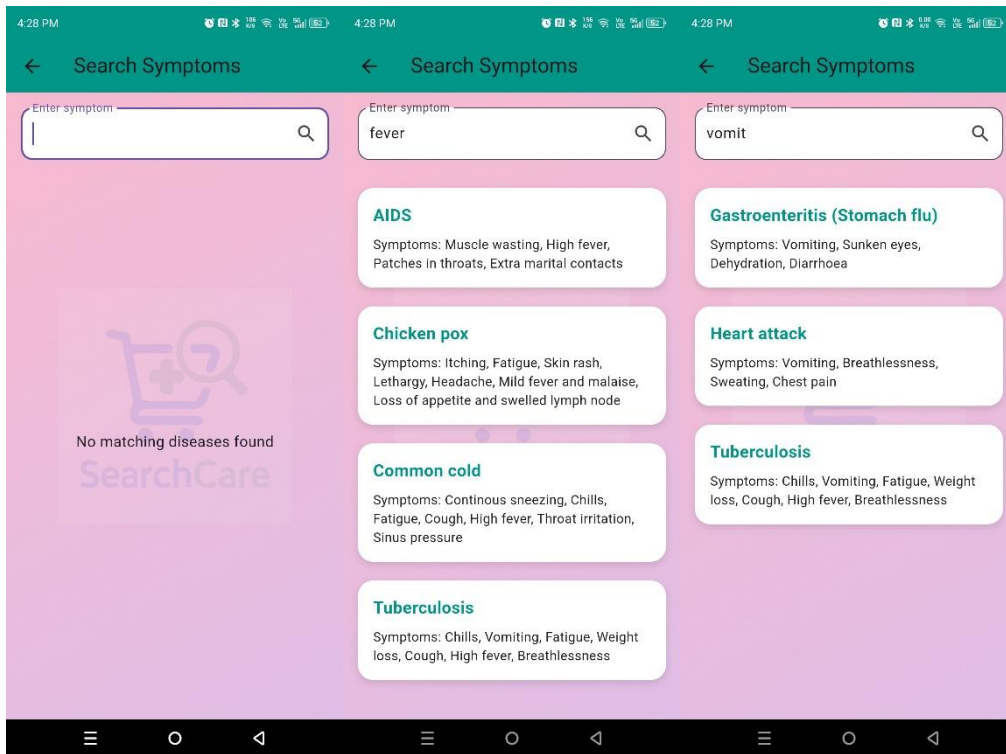 4:28 PM
Search Symptoms
Enter symptom
No matching diseases found
SearchCare
4:28 PM
Search Symptoms
Enter symptom
fever
AIDS
Symptoms: Muscle wasting, High fever,
Patches in throats, Extra marital contacts
Chicken pox
Symptoms: Itching, Fatigue, Skin rash,
Lethargy, Headache, Mild fever and malaise,
Loss of appetite and swelled lymph node
Common cold
Symptoms: Continous sneezing, Chills,
Fatigue, Cough, High fever, Throat irritation,
Sinus pressure
Tuberculosis
Symptoms: Chills, Vomiting, Fatigue, Weight
loss, Cough, High fever, Breathlessness
4:28 PM
Search Symptoms
Enter symptom
vomit
Gastroenteritis (Stomach flu)
Symptoms: Vomiting, Sunken eyes,
Dehydration, Diarrhoea
Heart attack
Symptoms: Vomiting, Breathlessness,
Sweating, Chest pain
Tuberculosis
Symptoms: Chills, Vomiting, Fatigue, Weight
loss, Cough, High fever, Breathlessness